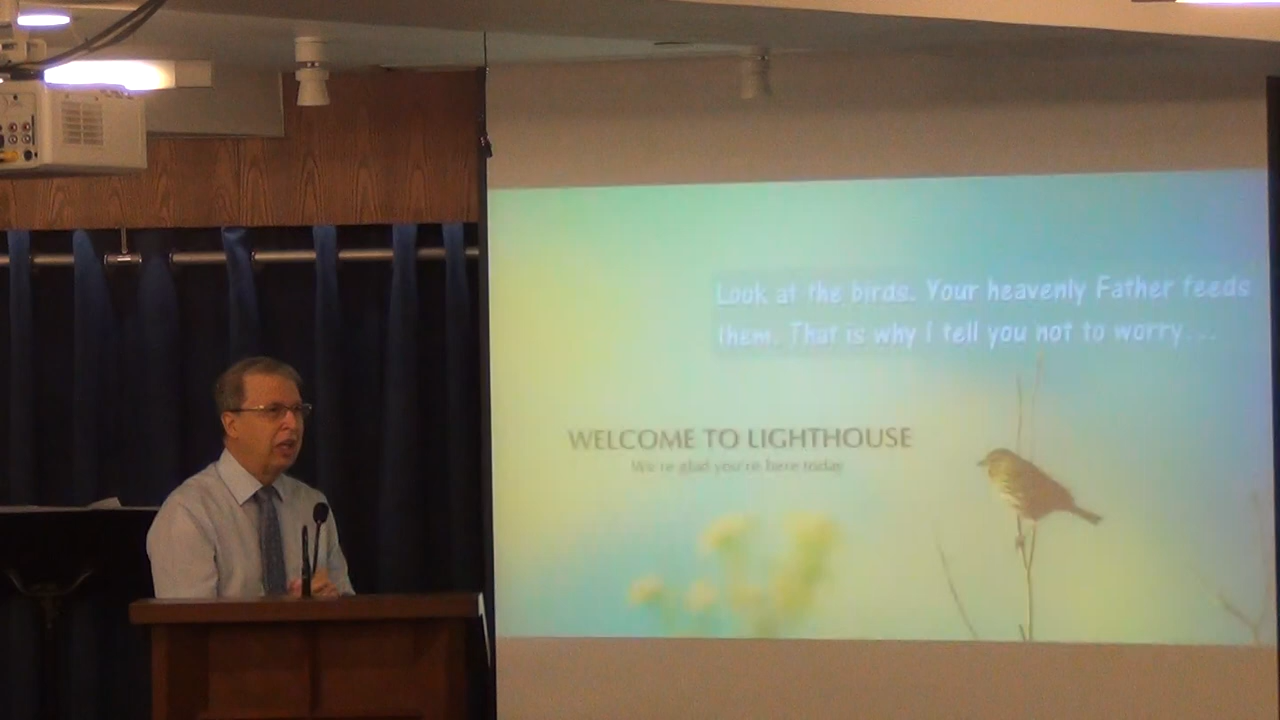 Look at the birds. Your heavenly Father feeds
them. That is why I tell you not to worry...
WELCOME TO LIGHTHOUSE
We're glad you're here today